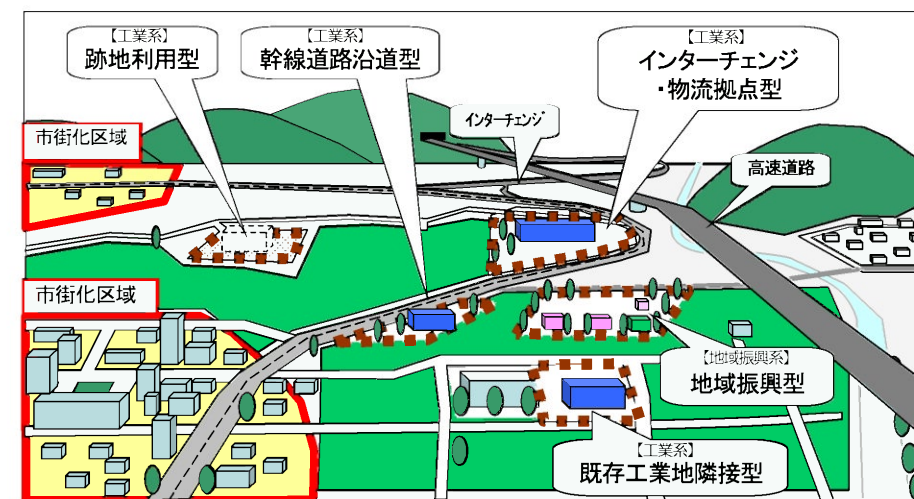 【工業系】
跡地利用型
【工業系】
幹線道路沿道型
【工業系】
インターチェンジ
・物流拠点型
インターチェンジ
市街化区域
高速道路
市街化区域
【地域振興系】
地域振興型
【工業系】
既存工業地隣接型